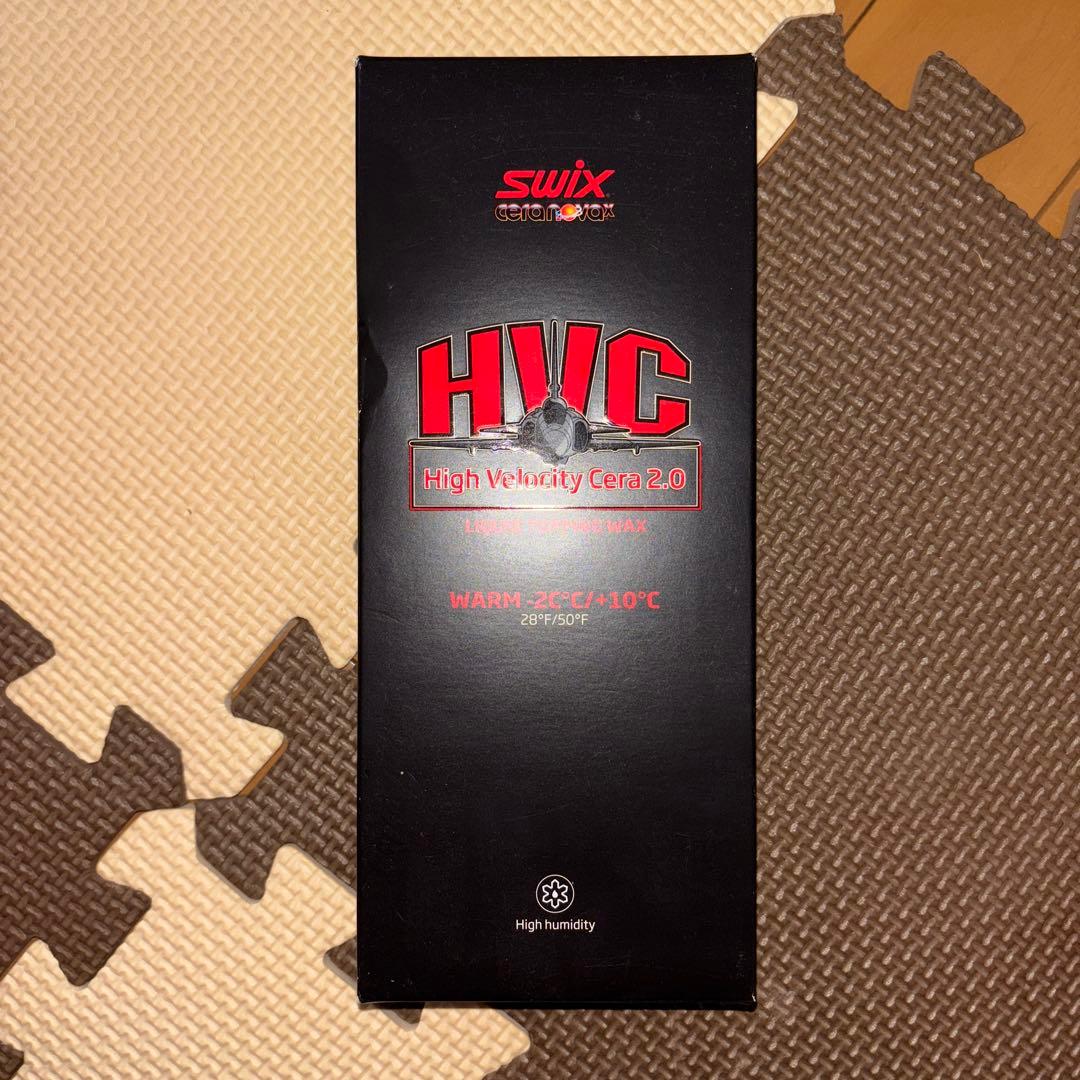 SWIX
ceranovax
HVC
High Velocity Cera 2.0
LIQUID TOPPING WAX
WARM -2C°C/+10°C
28°F/50°F
High humidity